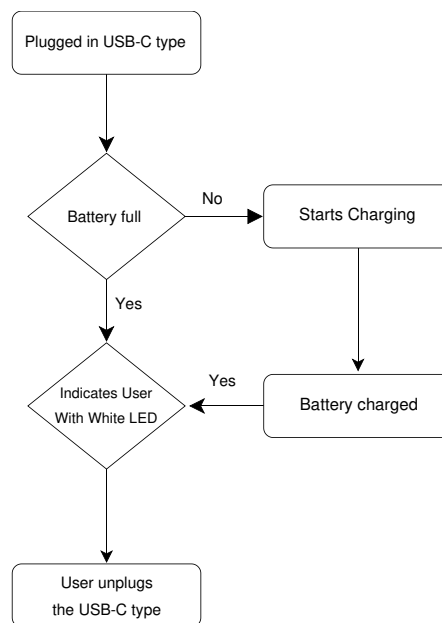 Plugged in USB-C type
Battery full
No
Starts Charging
Yes
Indicates User
With White LED
Yes
Battery charged
User unplugs
the USB-C type